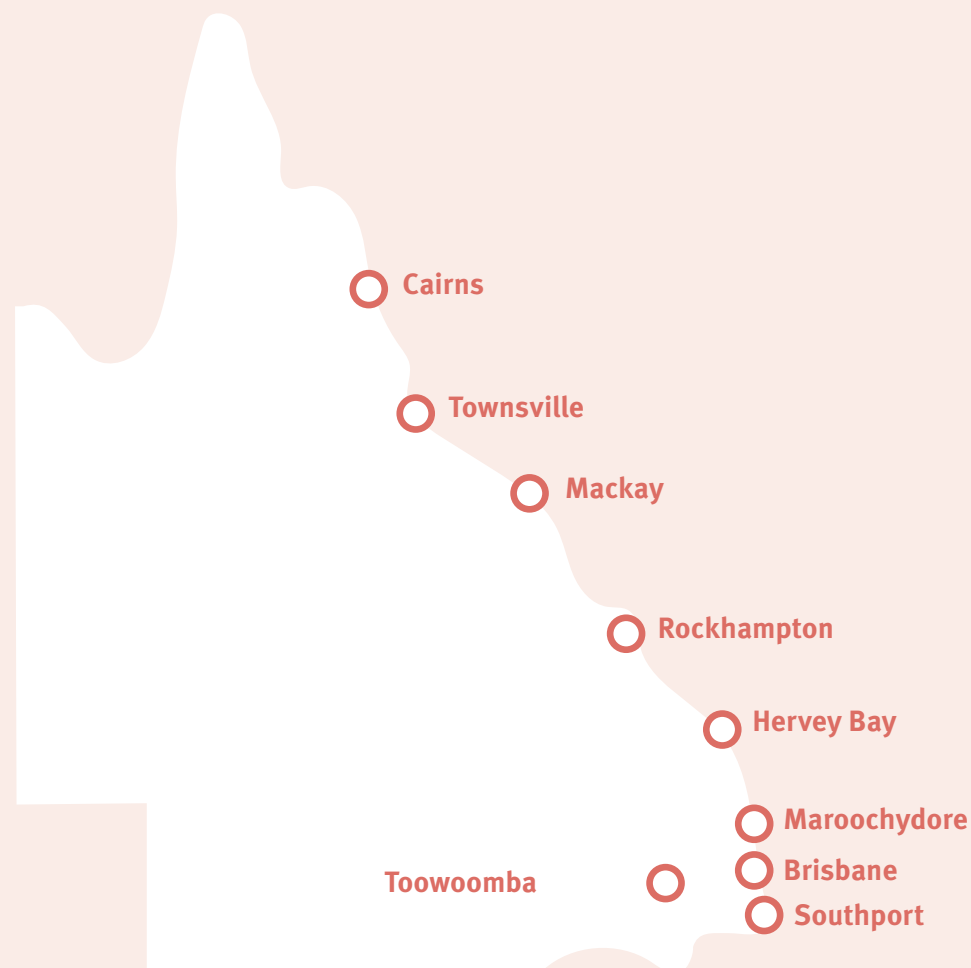 Cairns
Townsville
Mackay
Rockhampton
Hervey Bay
Maroochydore
Brisbane
Toowoomba
Southport